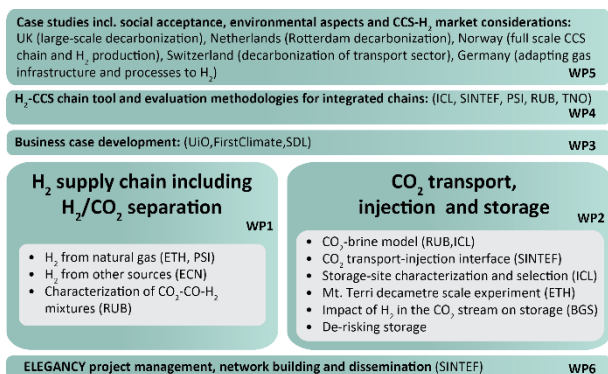 Case studies incl. social acceptance, environmental aspects and CCS-H₂ market considerations:
UK (large-scale decarbonization), Netherlands (Rotterdam decarbonization), Norway (full scale CCS
chain and H₂ production), Switzerland (decarbonization of transport sector), Germany (adapting gas
infrastructure and processes to H₂)
WP5
H₂-CCS chain tool and evaluation methodologies for integrated chains: (ICL, SINTEF, PSI, RUB, TNO)
WP4
Business case development: (UiO,FirstClimate,SDL)
WP3
H₂ supply chain including
H₂/CO₂ separation
WP1
• H₂ from natural gas (ETH, PSI)
• H₂ from other sources (ECN)
• Characterization of CO₂-CO-H₂
mixtures (RUB)
CO₂ transport,
injection and storage
WP2
• CO₂-brine model (RUB,ICL)
• CO₂ transport-injection interface (SINTEF)
• Storage-site characterization and selection (ICL)
• Mt. Terri decametre scale experiment (ETH)
• Impact of H₂ in the CO₂ stream on storage (BGS)
• De-risking storage
ELEGANCY project management, network building and dissemination (SINTEF)
WP6